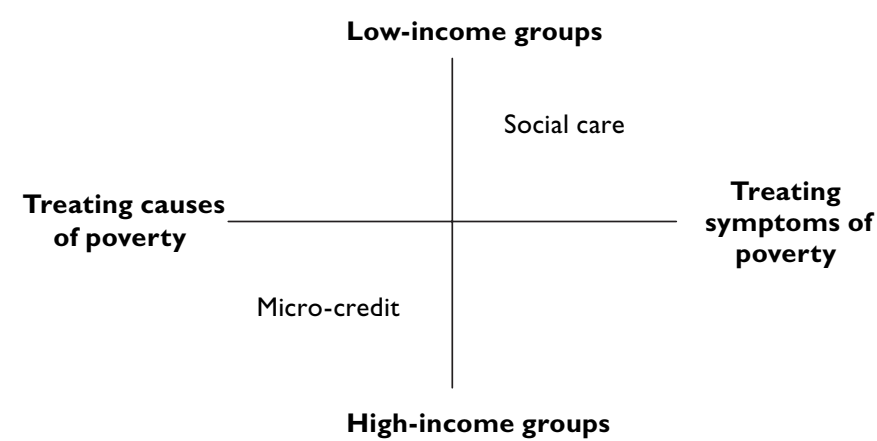 Low-income groups
Social care
Treating causes
of poverty
Treating
symptoms of
poverty
Micro-credit
High-income groups